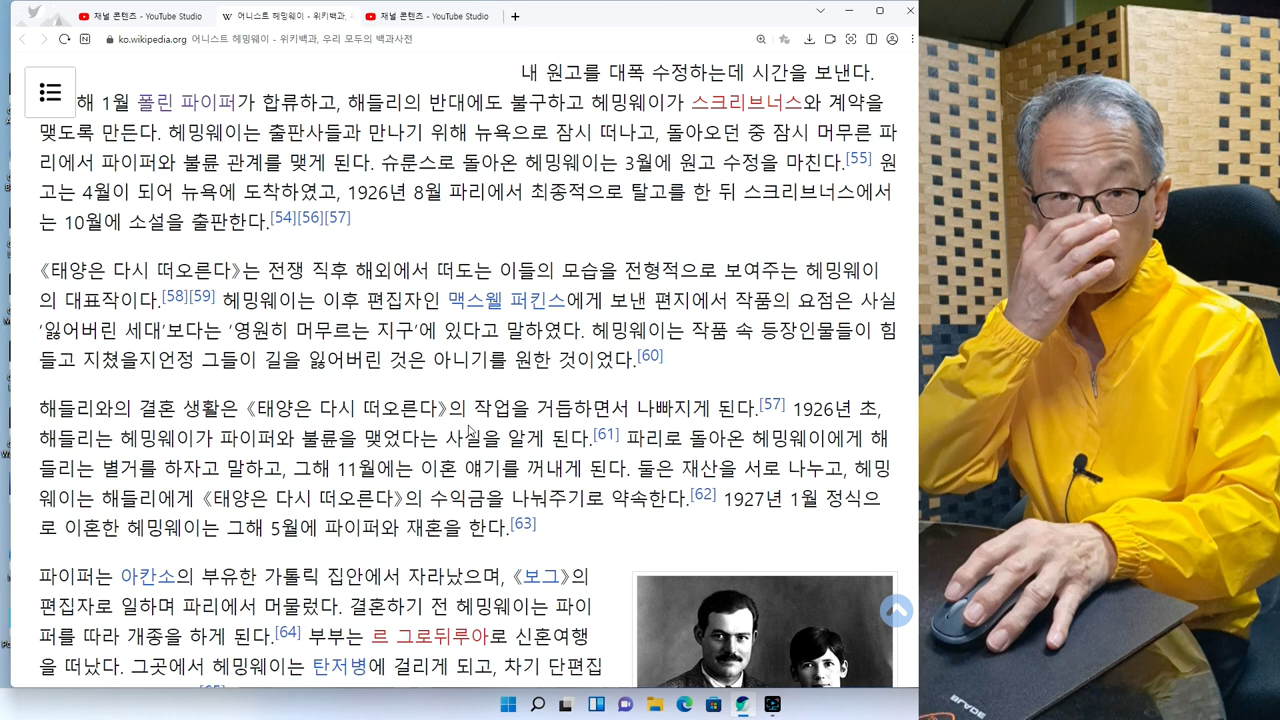 재널 콘텐츠 - YouTube Studio
어니스트 헤밍웨이 - 위키백과,
재널 콘텐츠 - YouTube Studio
ko.wikipedia.org 어니스트 헤밍웨이 - 위키백과, 우리 모두의 백과사전
내 원고를 대폭 수정하는데 시간을 보낸다.
해 1월 폴린 파이퍼가 합류하고, 해들리의 반대에도 불구하고 헤밍웨이가 스크리브너스와 계약을
맺도록 만든다. 헤밍웨이는 출판사들과 만나기 위해 뉴욕으로 잠시 떠나고, 돌아오던 중 잠시 머무른 파
리에서 파이퍼와 불륜 관계를 맺게 된다. 슈룬스로 돌아온 헤밍웨이는 3월에 원고 수정을 마친다.[55] 원
고는 4월이 되어 뉴욕에 도착하였고, 1926년 8월 파리에서 최종적으로 탈고를 한 뒤 스크리브너스에서
는 10월에 소설을 출판한다.[54][56][57]
《태양은 다시 떠오른다》는 전쟁 직후 해외에서 떠도는 이들의 모습을 전형적으로 보여주는 헤밍웨이
의 대표작이다.[58][59] 헤밍웨이는 이후 편집자인 맥스웰 퍼킨스에게 보낸 편지에서 작품의 요점은 사실
‘잃어버린 세대’보다는 ‘영원히 머무르는 지구’에 있다고 말하였다. 헤밍웨이는 작품 속 등장인물들이 힘
들고 지쳤을지언정 그들이 길을 잃어버린 것은 아니기를 원한 것이었다.[60]
해들리와의 결혼 생활은 《태양은 다시 떠오른다》의 작업을 거듭하면서 나빠지게 된다.[57] 1926년 초,
해들리는 헤밍웨이가 파이퍼와 불륜을 맺었다는 사실을 알게 된다.[61] 파리로 돌아온 헤밍웨이에게 해
들리는 별거를 하자고 말하고, 그해 11월에는 이혼 얘기를 꺼내게 된다. 둘은 재산을 서로 나누고, 헤밍
웨이는 해들리에게 《태양은 다시 떠오른다》의 수익금을 나눠주기로 약속한다.[62] 1927년 1월 정식으
로 이혼한 헤밍웨이는 그해 5월에 파이퍼와 재혼을 한다.[63]
파이퍼는 아칸소의 부유한 가톨릭 집안에서 자라났으며, 《보그》의
편집자로 일하며 파리에서 머물렀다. 결혼하기 전 헤밍웨이는 파이
퍼를 따라 개종을 하게 된다.[64] 부부는 르 그로뒤루아로 신혼여행
을 떠났다. 그곳에서 헤밍웨이는 탄저병에 걸리게 되고, 차기 단편집
BLADE